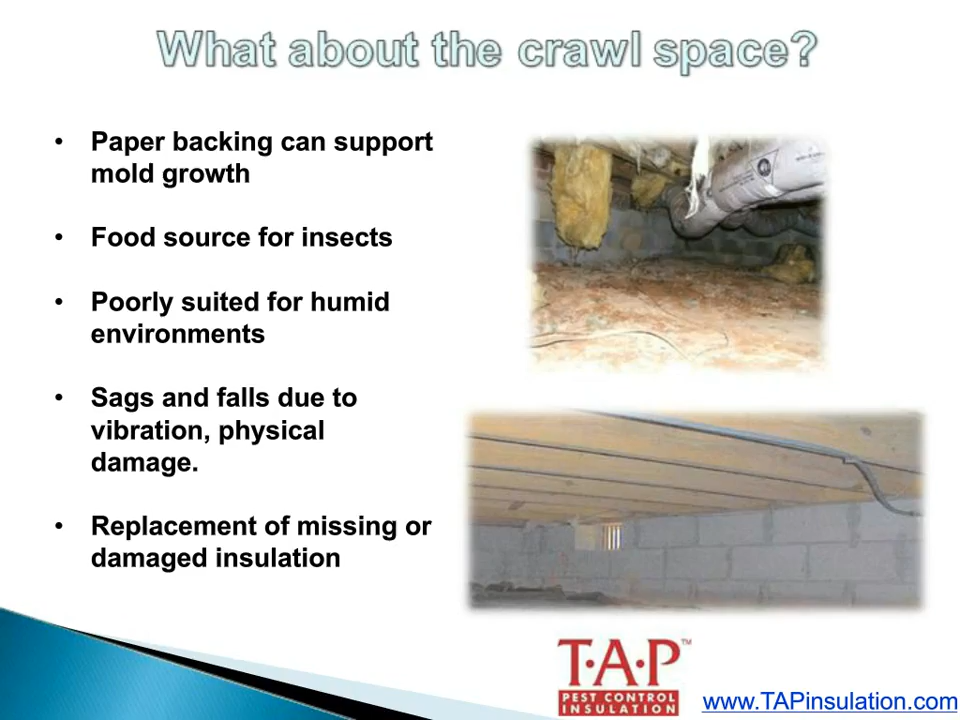 What about the crawl space?
• Paper backing can support
mold growth
• Food source for insects
• Poorly suited for humid
environments
• Sags and falls due to
vibration, physical
damage.
• Replacement of missing or
damaged insulation
T·A·P™
PEST CONTROL
INSULATION
www.TAPinsulation.com